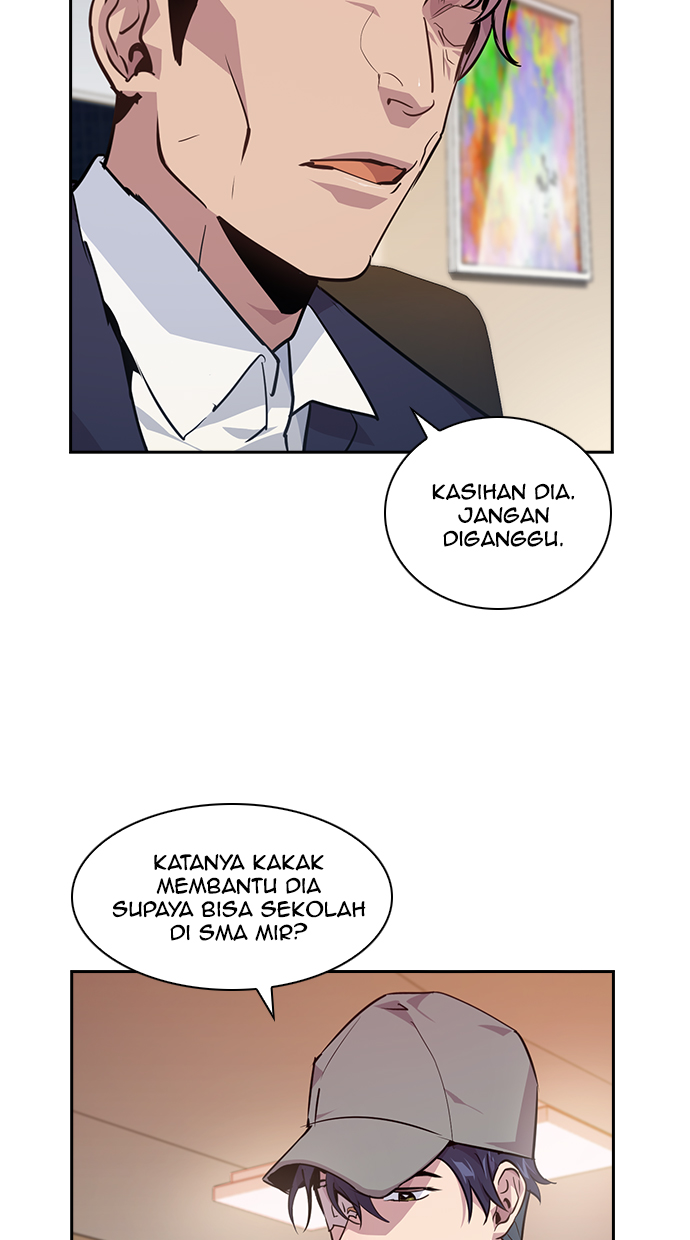 KASIHAN DIA.
JANGAN
DIGANGGU.
KATANYA KAKAK
MEMBANTU DIA
SUPAYA BISA SEKOLAH
DI SMA MIR?